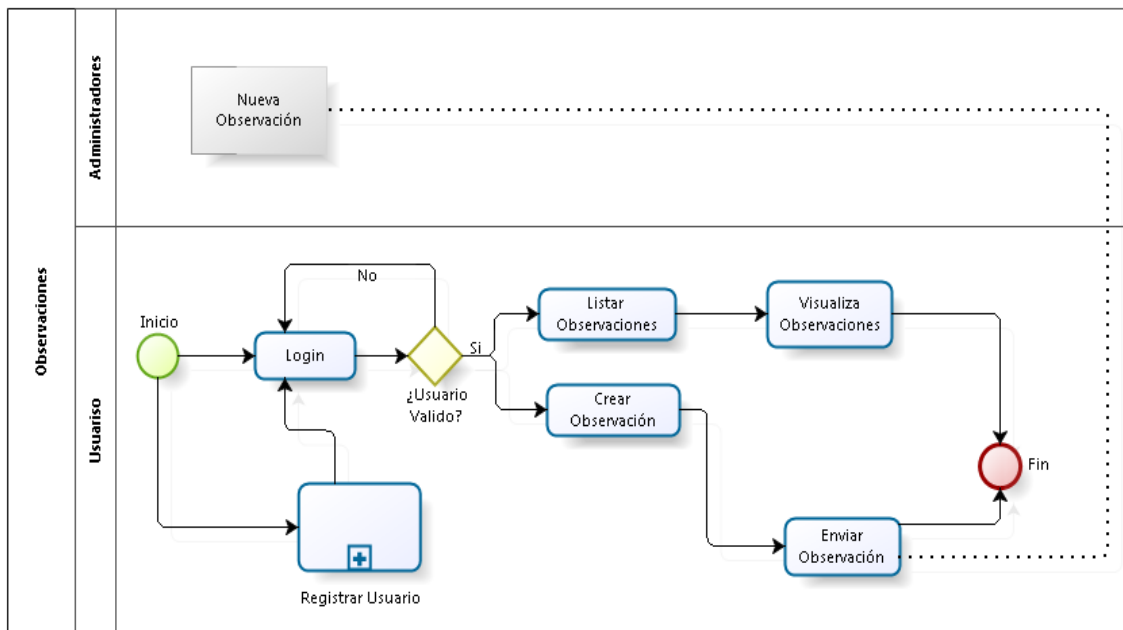 Observaciones
Administradores
Nueva
Observación
Usuariso
Inicio
Login
No
¿Usuario
Valido?
Si
Listar
Observaciones
Visualiza
Observaciones
Crear
Observación
Fin
Enviar
Observación
Registrar Usuario